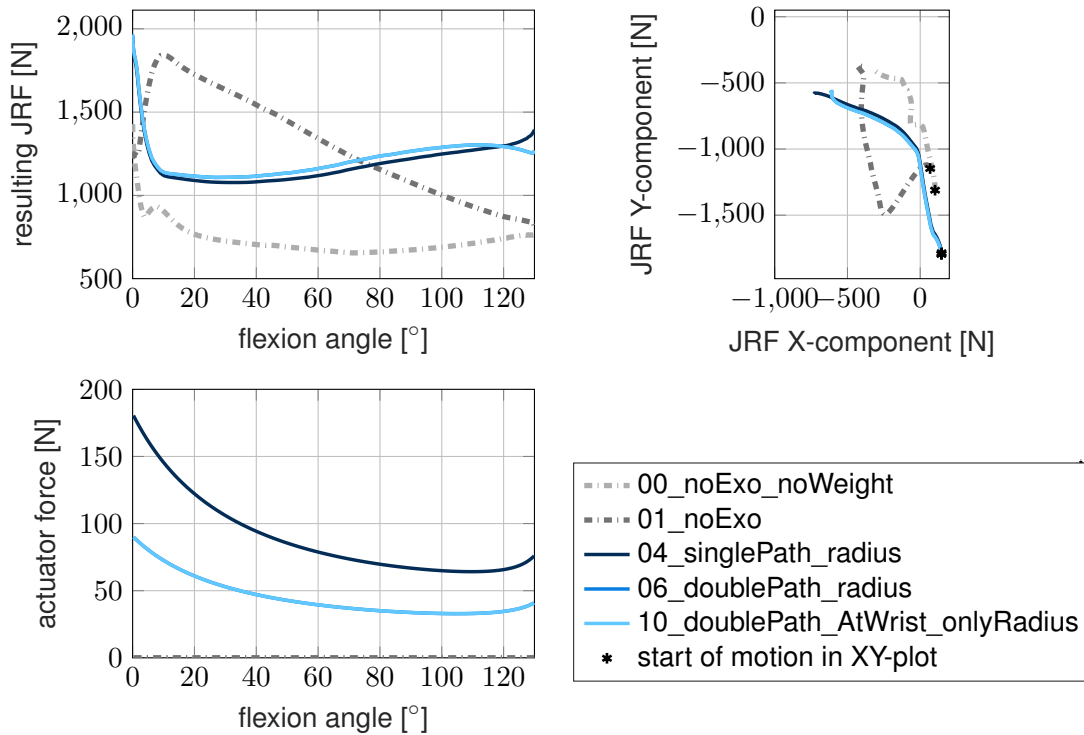 2,000
1,500
1,000
500
resulting JRF [N]
0 20 40 60 80 100 120
flexion angle [°]
0
−500
−1,000
−1,500
JRF Y-component [N]
−1,000 −500 0
JRF X-component [N]
200
150
100
50
0
actuator force [N]
0 20 40 60 80 100 120
flexion angle [°]
00_noExo_noWeight
01_noExo
04_singlePath_radius
06_doublePath_radius
10_doublePath_AtWrist_onlyRadius
start of motion in XY-plot